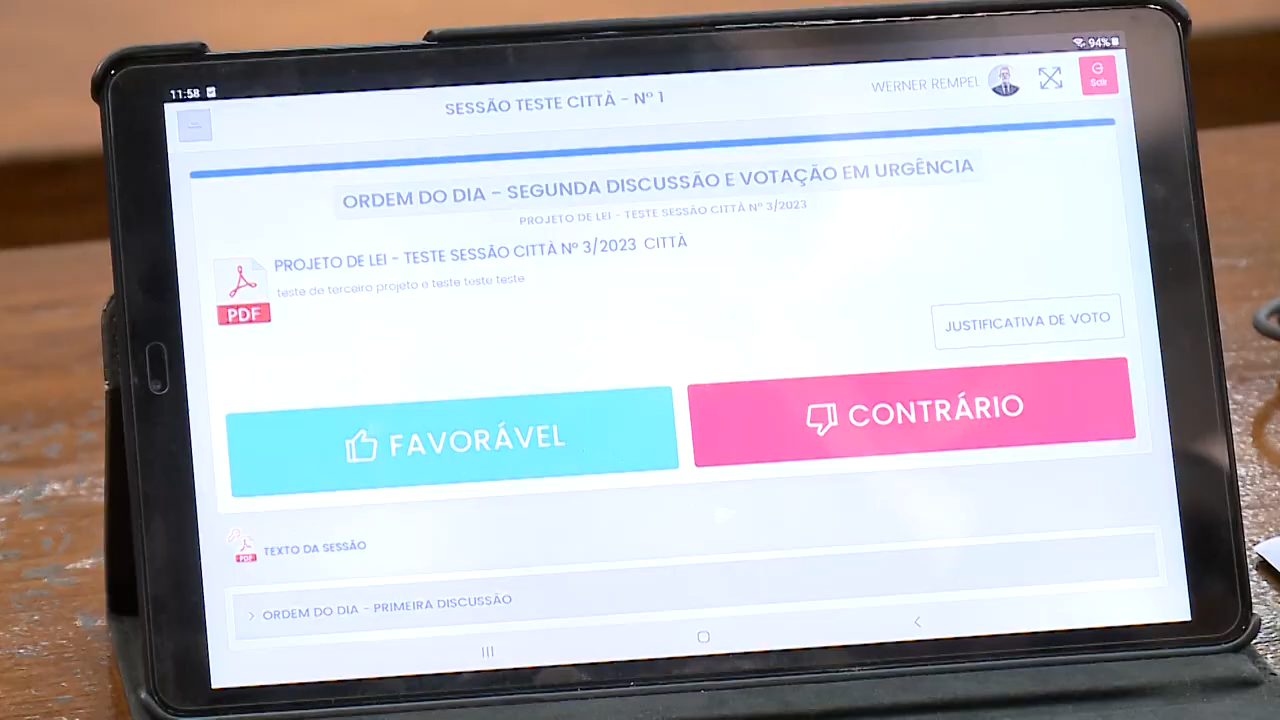 11:58
94%
SESSÃO TESTE CITTÀ - Nº 1
WERNER REMPEL
Sair
ORDEM DO DIA - SEGUNDA DISCUSSÃO E VOTAÇÃO EM URGÊNCIA
PROJETO DE LEI - TESTE SESSÃO CITTÀ Nº 3/2023
PROJETO DE LEI - TESTE SESSÃO CITTÀ Nº 3/2023 CITTÀ
teste de terceiro projeto e teste teste teste
PDF
JUSTIFICATIVA DE VOTO
FAVORÁVEL
CONTRÁRIO
PDF
TEXTO DA SESSÃO
ORDEM DO DIA - PRIMEIRA DISCUSSÃO